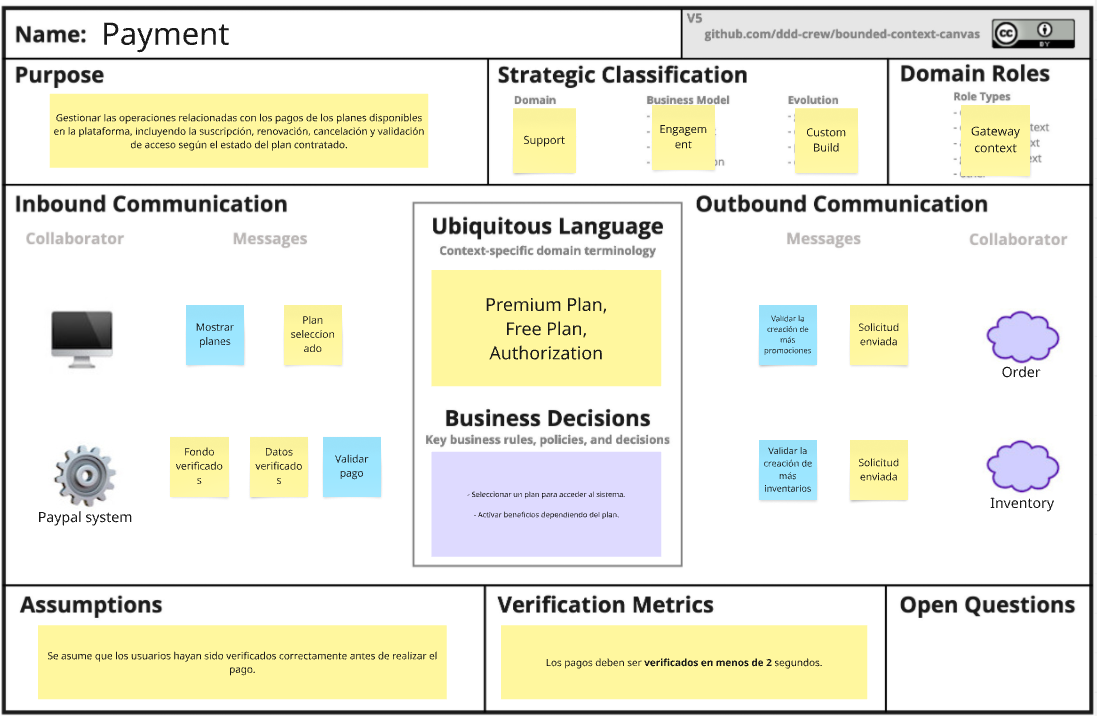 Name: Payment
V5
github.com/ddd-crew/bounded-context-canvas
cc
BY
Purpose
Gestionar las operaciones relacionadas con los pagos de los planes disponibles
en la plataforma, incluyendo la suscripción, renovación, cancelación y validación
de acceso según el estado del plan contratado.
Strategic Classification
Domain
Support
Business Model
Engagem
ent
Evolution
Custom
Build
Domain Roles
Role Types
Gateway
context
Inbound Communication
Collaborator
Messages
Mostrar
planes
Plan
seleccion
ado
Fondo
verificado
s
Datos
verificado
s
Validar
pago
Paypal system
Ubiquitous Language
Context-specific domain terminology
Premium Plan,
Free Plan,
Authorization
Business Decisions
Key business rules, policies, and decisions
- Seleccionar un plan para acceder al sistema.
- Activar beneficios dependiendo del plan.
Outbound Communication
Messages
Collaborator
Validar la
creación de
más
promociones
Solicitud
enviada
Order
Validar la
creación de
más
inventarios
Solicitud
enviada
Inventory
Assumptions
Se asume que los usuarios hayan sido verificados correctamente antes de realizar el
pago.
Verification Metrics
Los pagos deben ser verificados en menos de 2 segundos.
Open Questions